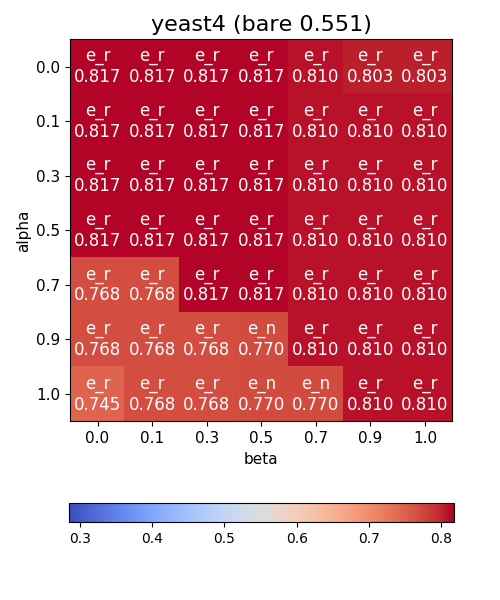 yeast4 (bare 0.551)
e_r e_r e_r e_r e_r e_r e_r
0.0 0.817 0.817 0.817 0.817 0.810 0.803 0.803
e_r e_r e_r e_r e_r e_r e_r
0.1 0.817 0.817 0.817 0.817 0.810 0.810 0.810
e_r e_r e_r e_r e_r e_r e_r
0.3 0.817 0.817 0.817 0.817 0.810 0.810 0.810
e_r e_r e_r e_r e_r e_r e_r
0.5 0.817 0.817 0.817 0.817 0.810 0.810 0.810
e_r e_r e_r e_r e_r e_r e_r
0.7 0.768 0.768 0.817 0.817 0.810 0.810 0.810
e_r e_r e_r e_n e_r e_r e_r
0.9 0.768 0.768 0.768 0.770 0.810 0.810 0.810
e_r e_r e_r e_n e_n e_r e_r
1.0 0.745 0.768 0.768 0.770 0.770 0.810 0.810
alpha
0.0 0.1 0.3 0.5 0.7 0.9 1.0
beta
0.3 0.4 0.5 0.6 0.7 0.8